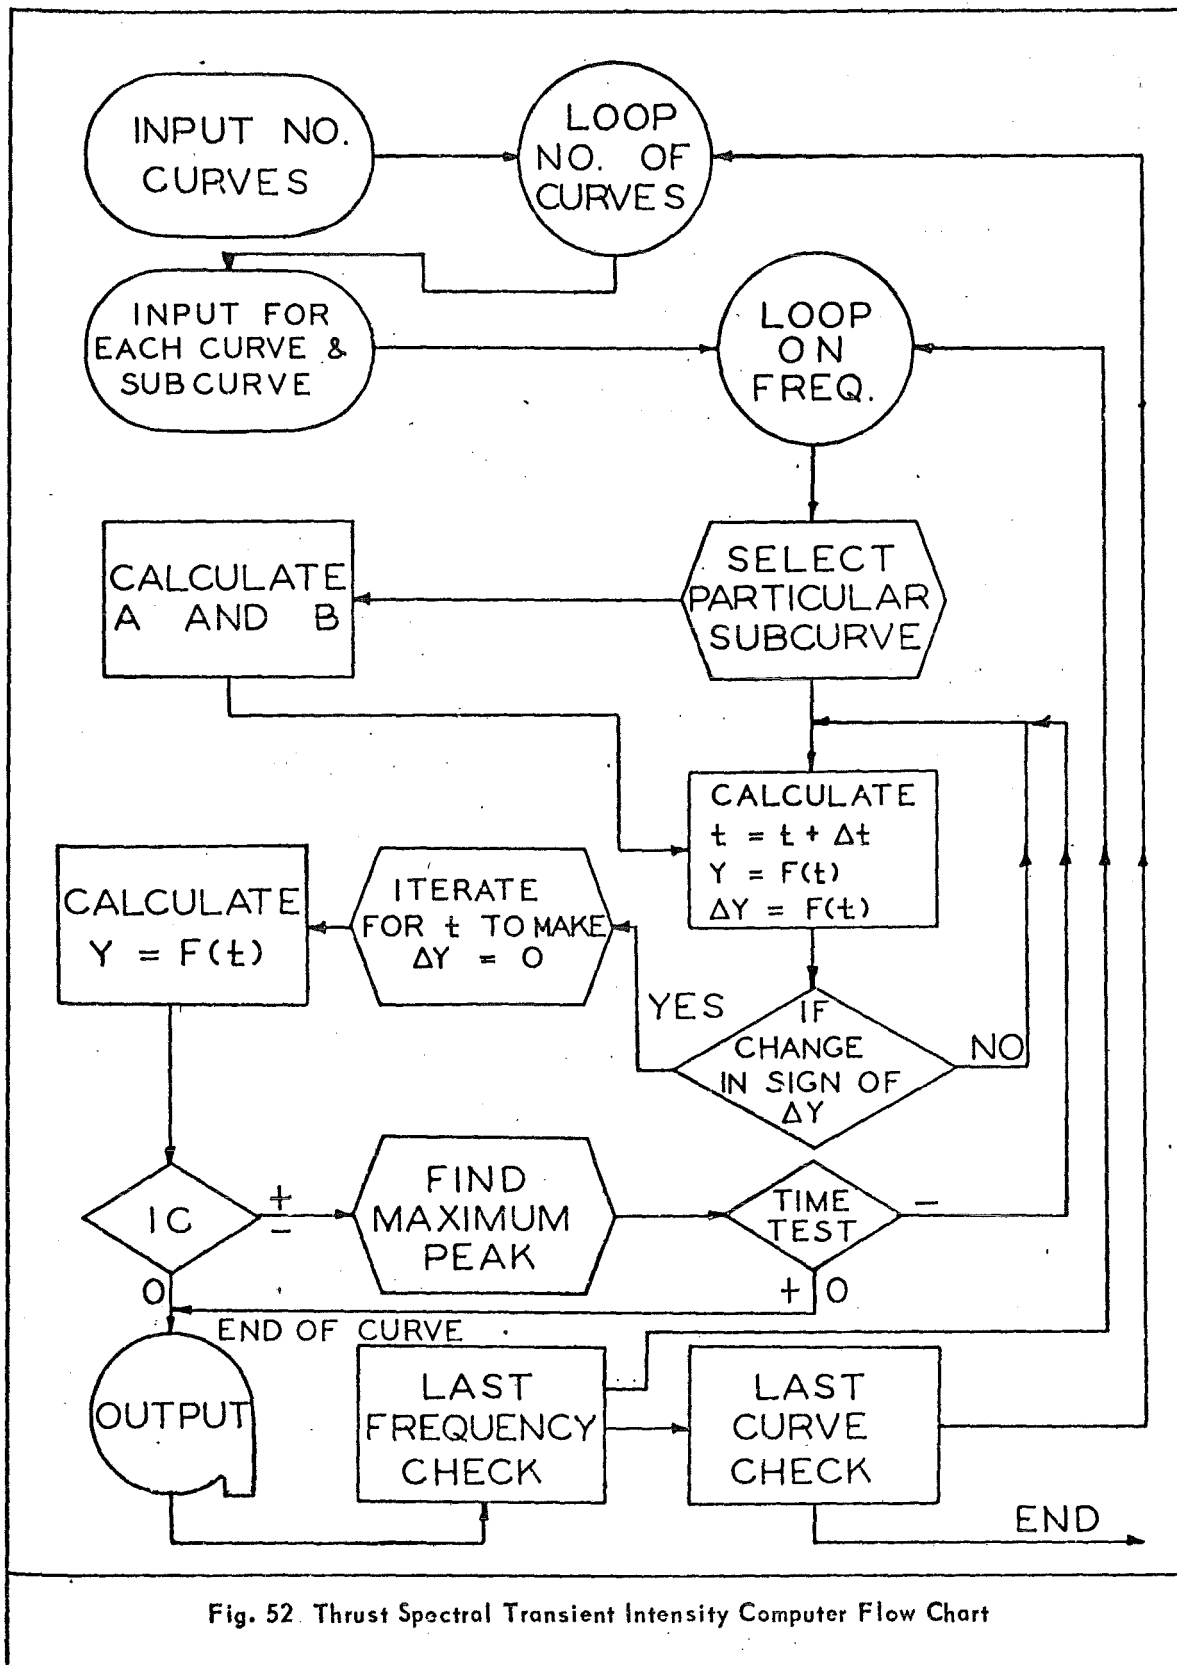 INPUT NO.
CURVES
LOOP
NO. OF
CURVES
INPUT FOR
EACH CURVE &
SUBCURVE
LOOP
ON
FREQ.
SELECT
PARTICULAR
SUBCURVE
CALCULATE
A AND B
CALCULATE
t = t + Δt
Y = F(t)
ΔY = F(t)
IF
CHANGE
IN SIGN OF
ΔY
YES
NO
ITERATE
FOR t TO MAKE
ΔY = 0
CALCULATE
Y = F(t)
IC
+
-
0
FIND
MAXIMUM
PEAK
TIME
TEST
-
+ 0
END OF CURVE
OUTPUT
LAST
FREQUENCY
CHECK
LAST
CURVE
CHECK
END
Fig. 52 Thrust Spectral Transient Intensity Computer Flow Chart